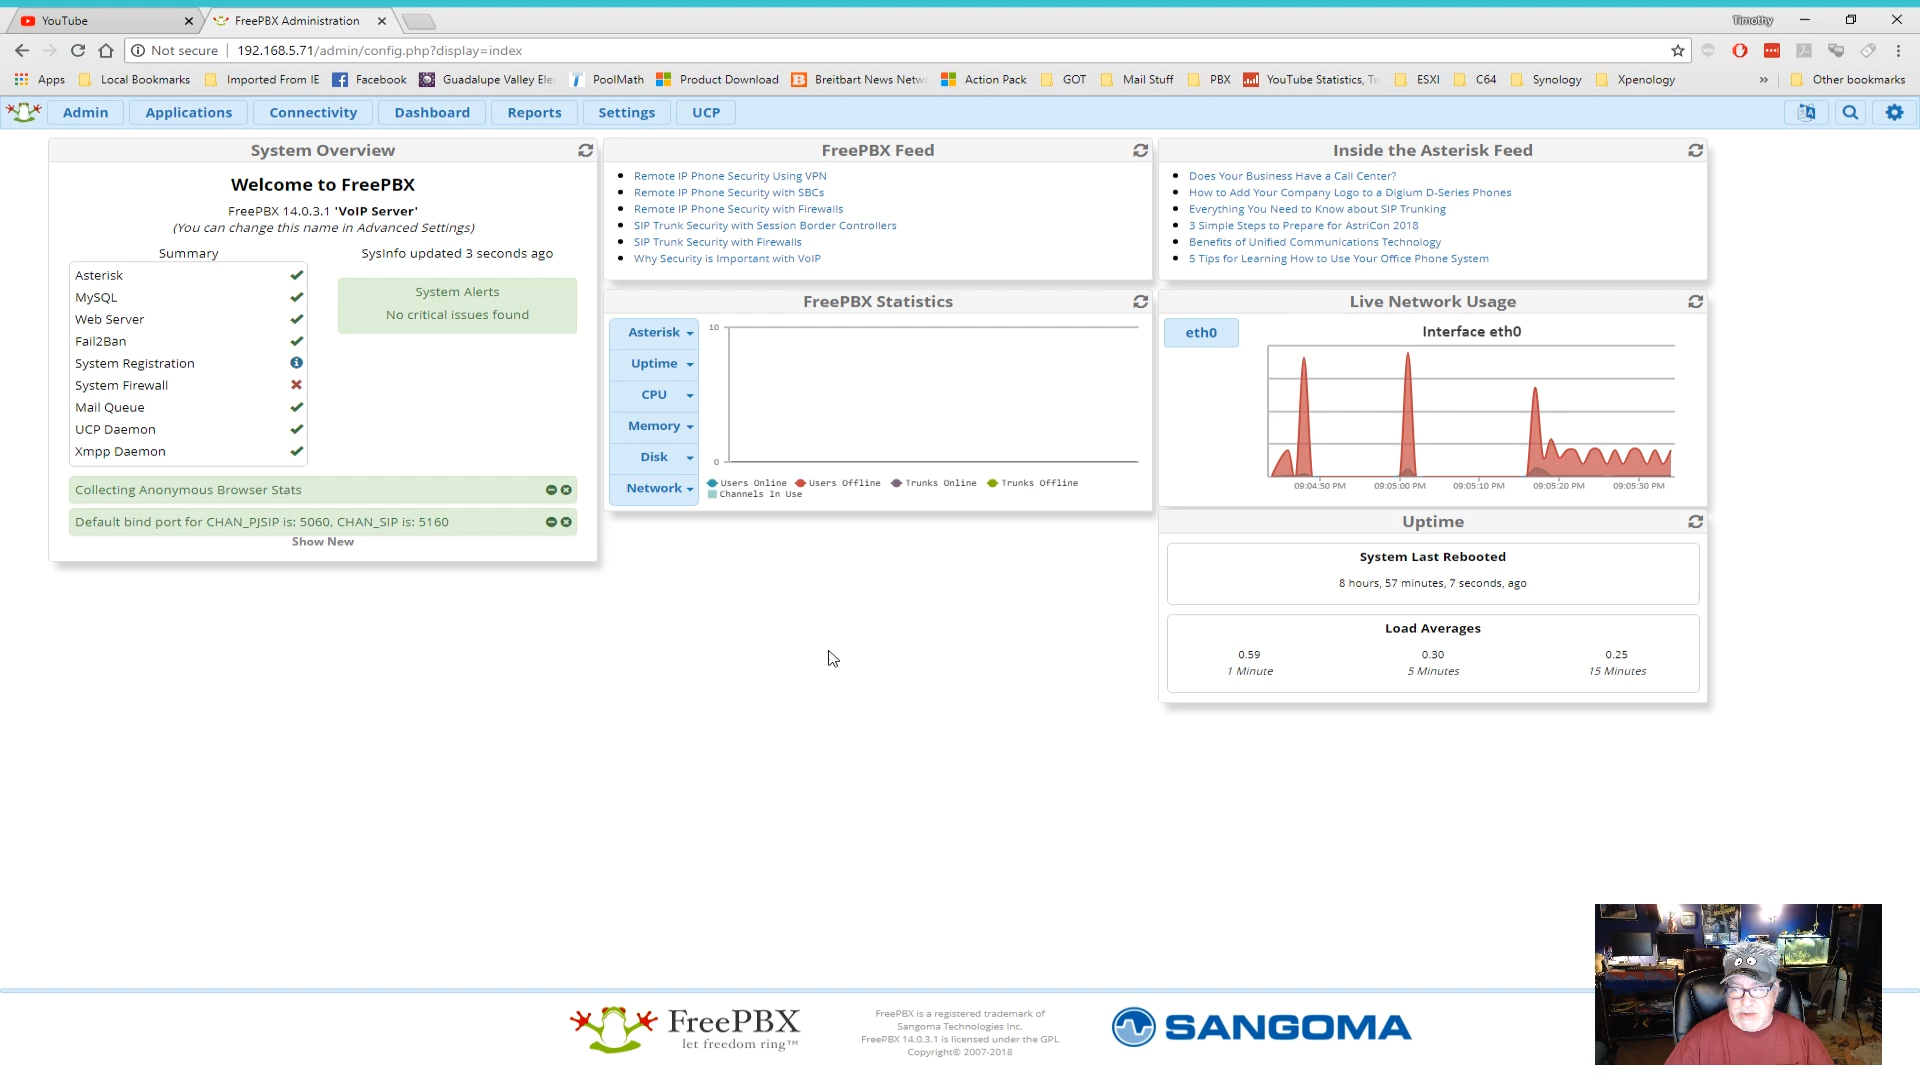 YouTube
FreePBX Administration
Timothy
Not secure
192.168.5.71/admin/config.php?display=index
Apps
Local Bookmarks
Imported From IE
Facebook
Guadalupe Valley Ele
PoolMath
Product Download
Breitbart News Netw
Action Pack
GOT
Mail Stuff
PBX
YouTube Statistics, Tw
ESXI
C64
Synology
Xpenology
»
Other bookmarks
Admin
Applications
Connectivity
Dashboard
Reports
Settings
UCP
System Overview
Welcome to FreePBX
FreePBX 14.0.3.1 'VoIP Server'
(You can change this name in Advanced Settings)
Summary
SysInfo updated 3 seconds ago
Asterisk
MySQL
Web Server
Fail2Ban
System Registration
System Firewall
Mail Queue
UCP Daemon
Xmpp Daemon
System Alerts
No critical issues found
Collecting Anonymous Browser Stats
Default bind port for CHAN_PJSIP is: 5060, CHAN_SIP is: 5160
Show New
FreePBX Feed
Remote IP Phone Security Using VPN
Remote IP Phone Security with SBCs
Remote IP Phone Security with Firewalls
SIP Trunk Security with Session Border Controllers
SIP Trunk Security with Firewalls
Why Security is Important with VoIP
FreePBX Statistics
Asterisk
Uptime
CPU
Memory
Disk
Network
10
0
Users Online
Users Offline
Trunks Online
Trunks Offline
Channels In Use
Inside the Asterisk Feed
Does Your Business Have a Call Center?
How to Add Your Company Logo to a Digium D-Series Phones
Everything You Need to Know about SIP Trunking
3 Simple Steps to Prepare for AstriCon 2018
Benefits of Unified Communications Technology
5 Tips for Learning How to Use Your Office Phone System
Live Network Usage
eth0
Interface eth0
09:04:50 PM
09:05:00 PM
09:05:10 PM
09:05:20 PM
09:05:30 PM
Uptime
System Last Rebooted
8 hours, 57 minutes, 7 seconds, ago
Load Averages
0.59
0.30
0.25
1 Minute
5 Minutes
15 Minutes
FreePBX
let freedom ring™
FreePBX is a registered trademark of
Sangoma Technologies Inc.
FreePBX 14.0.3.1 is licensed under the GPL
Copyright© 2007-2018
SANGOMA